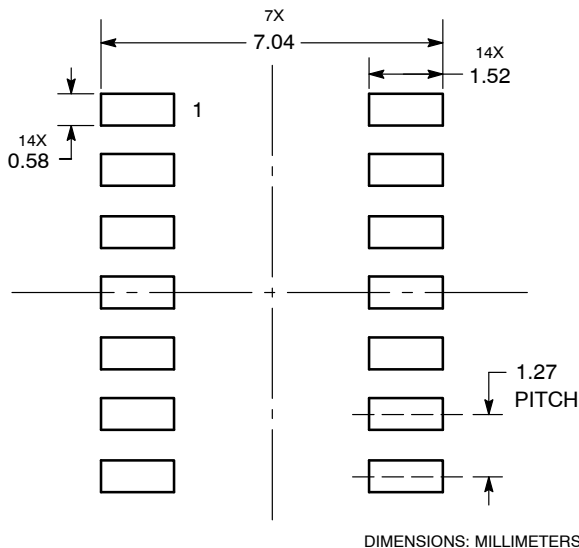 7X
7.04
14X
1.52
1
14X
0.58
1.27
PITCH
DIMENSIONS: MILLIMETERS